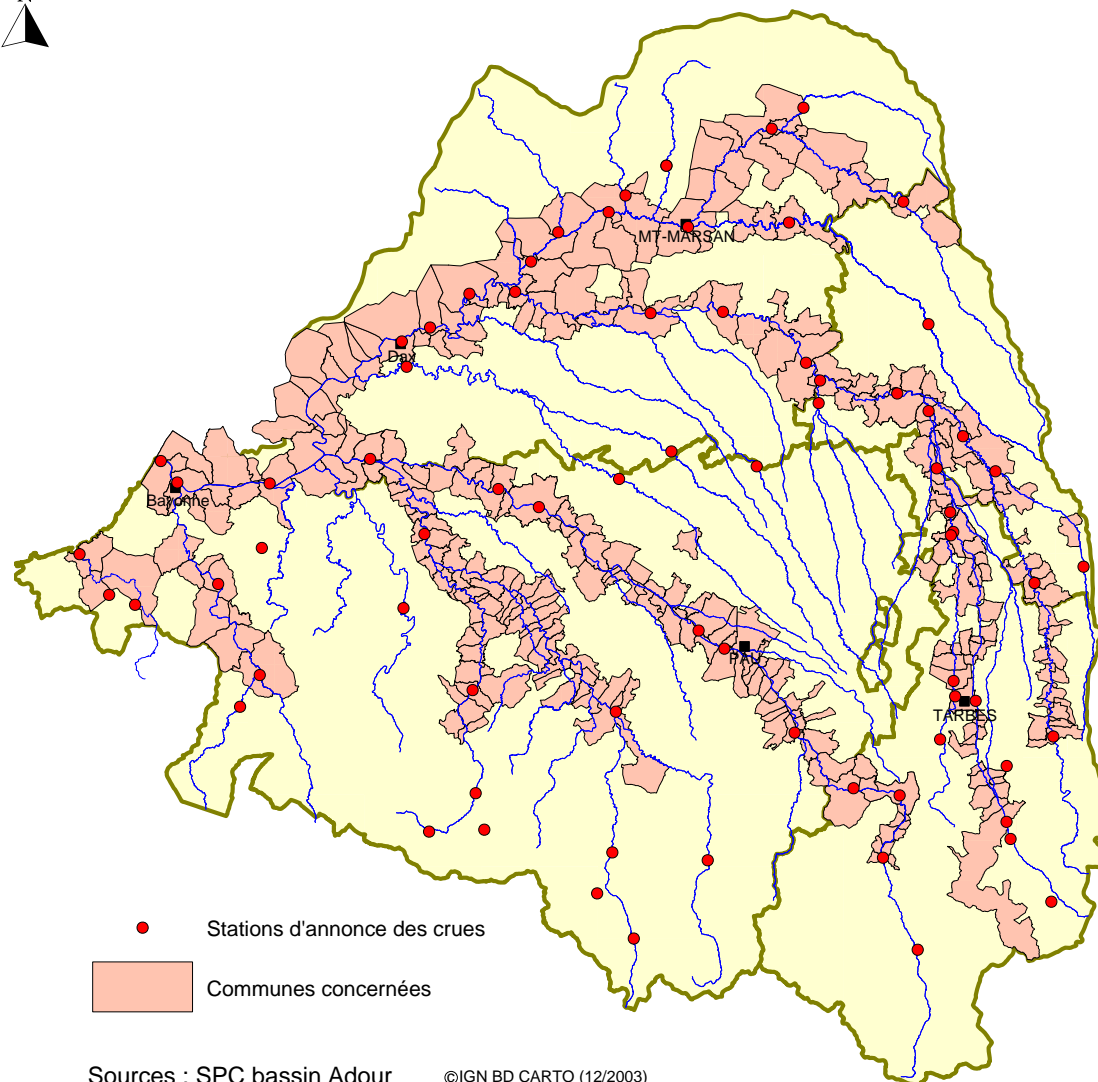 N
MT-MARSAN
Dax
Bayonne
PAU
TARBES
Stations d'annonce des crues
Communes concernées
Sources : SPC bassin Adour ©IGN BD CARTO (12/2003)